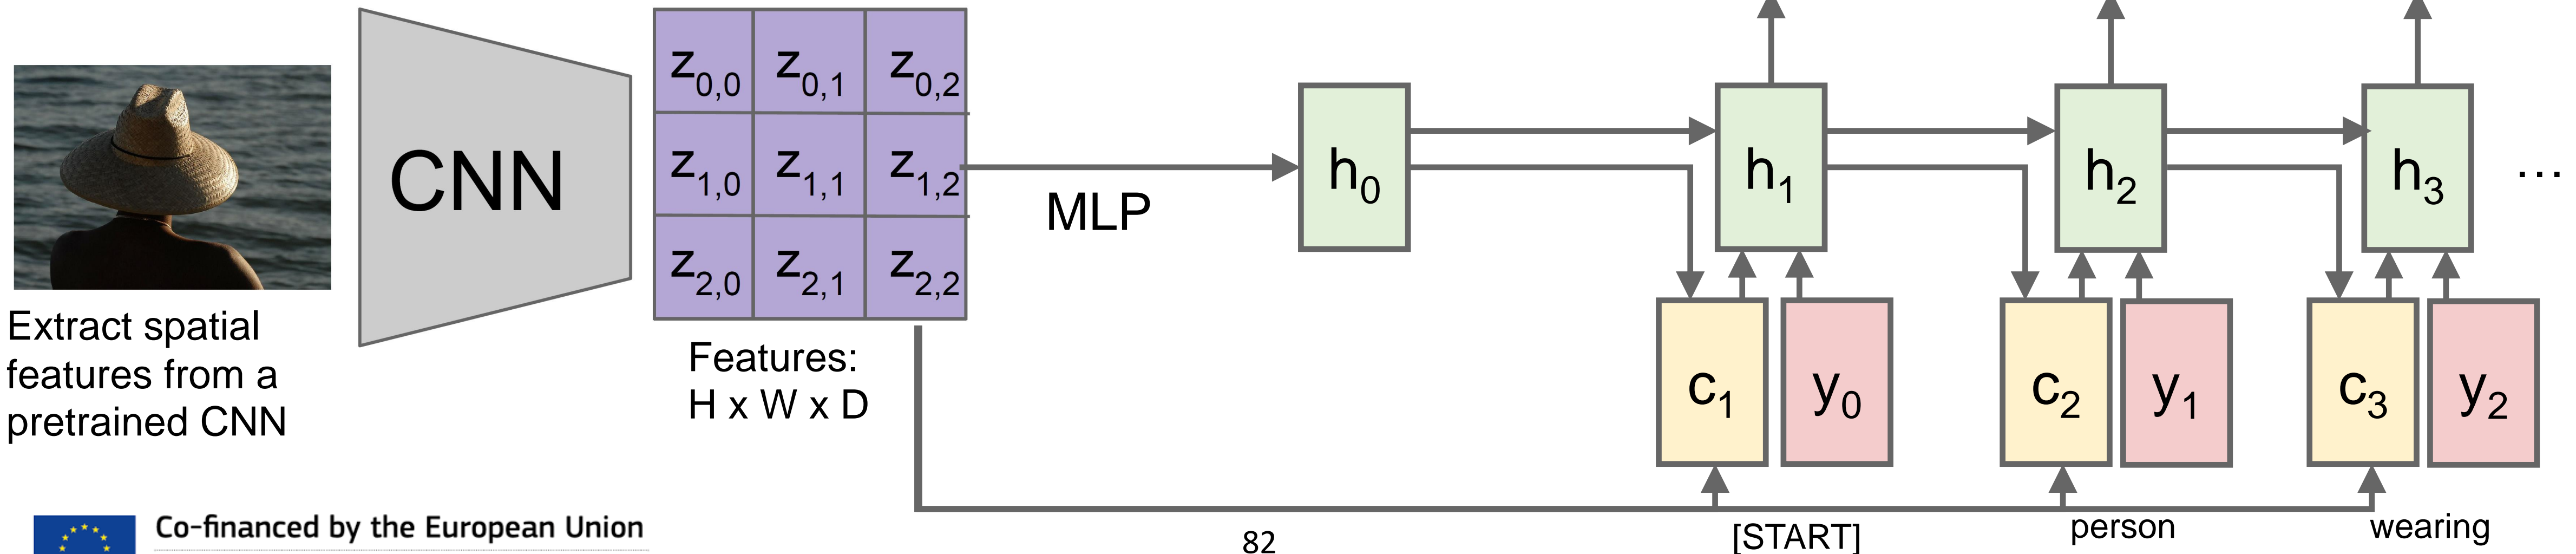 CNN
z0,0 z0,1 z0,2
z1,0 z1,1 z1,2
z2,0 z2,1 z2,2
MLP
h0
h1
h2
h3
...
Extract spatial
features from a
pretrained CNN
Features:
H x W x D
c1
y0
c2
y1
c3
y2
[START]
person
wearing
Co-financed by the European Union
82